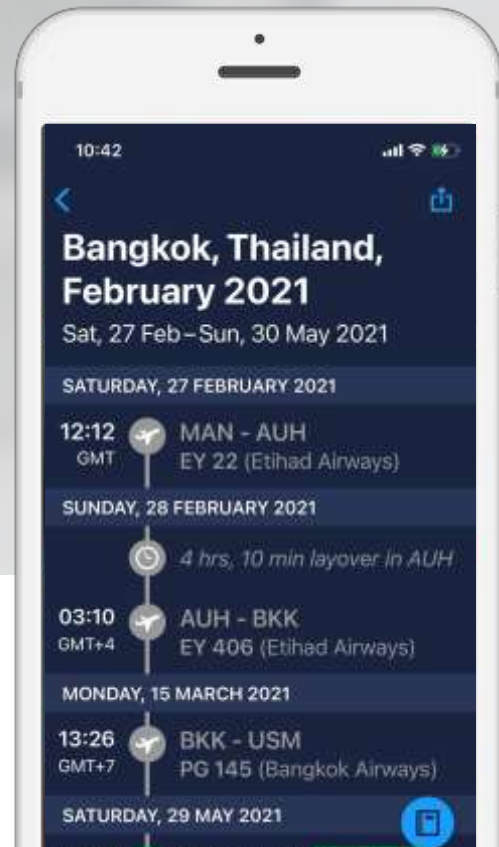 10:42
Bangkok, Thailand,
February 2021
Sat, 27 Feb – Sun, 30 May 2021
SATURDAY, 27 FEBRUARY 2021
12:12 MAN - AUH
GMT EY 22 (Etihad Airways)
SUNDAY, 28 FEBRUARY 2021
4 hrs, 10 min layover in AUH
03:10 AUH - BKK
GMT+4 EY 406 (Etihad Airways)
MONDAY, 15 MARCH 2021
13:26 BKK - USM
GMT+7 PG 145 (Bangkok Airways)
SATURDAY, 29 MAY 2021